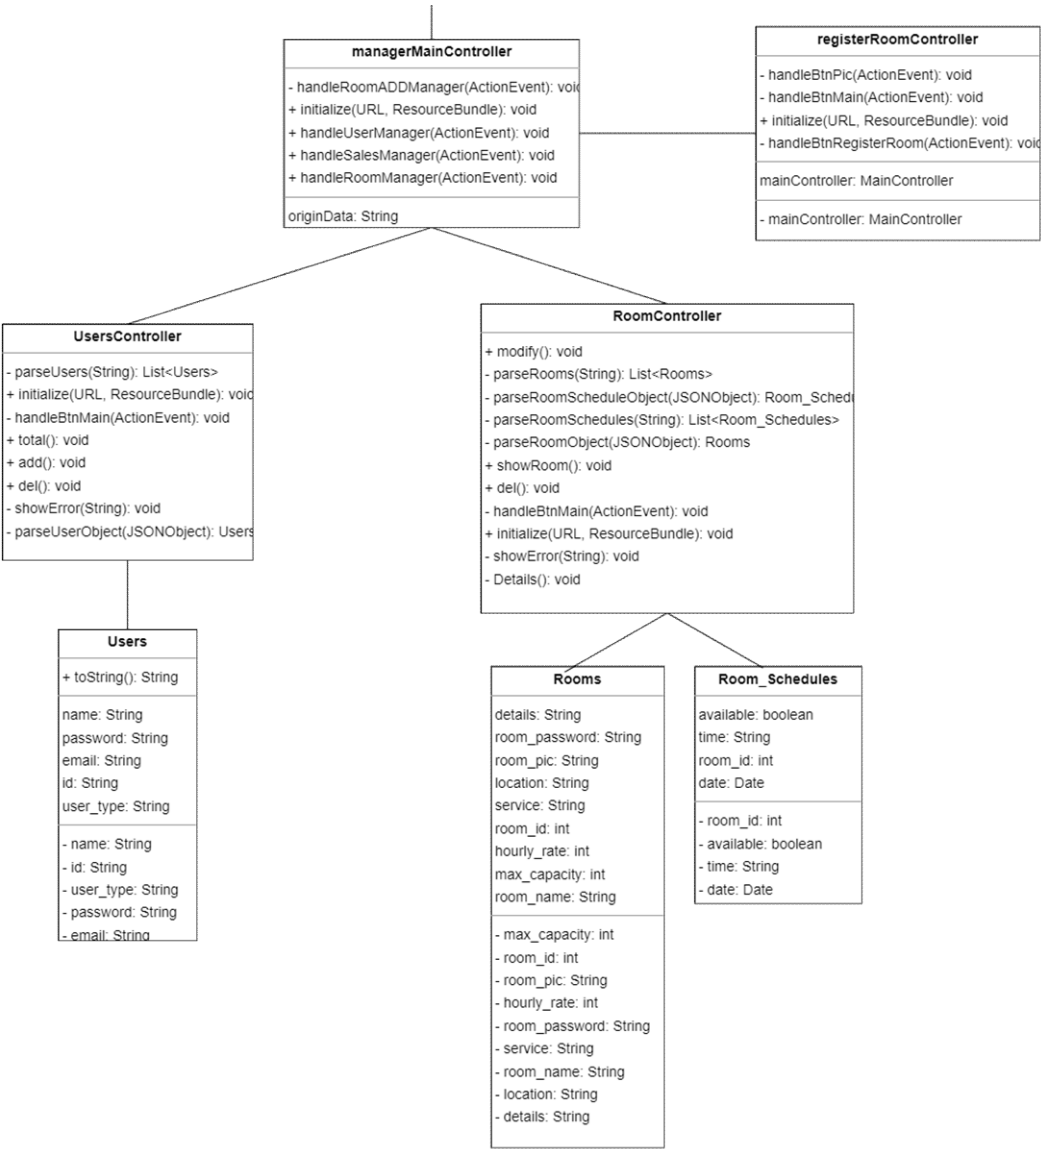 managerMainController
- handleRoomADDManager(ActionEvent): void
+ initialize(URL, ResourceBundle): void
+ handleUserManager(ActionEvent): void
+ handleSalesManager(ActionEvent): void
+ handleRoomManager(ActionEvent): void
originData: String
registerRoomController
- handleBtnPic(ActionEvent): void
- handleBtnMain(ActionEvent): void
+ initialize(URL, ResourceBundle): void
- handleBtnRegisterRoom(ActionEvent): void
mainController: MainController
- mainController: MainController
UsersController
- parseUsers(String): List<Users>
+ initialize(URL, ResourceBundle): void
- handleBtnMain(ActionEvent): void
+ total(): void
+ add(): void
+ del(): void
- showError(String): void
- parseUserObject(JSONObject): Users
RoomController
+ modify(): void
- parseRooms(String): List<Rooms>
- parseRoomScheduleObject(JSONObject): Room_Schedu
- parseRoomSchedules(String): List<Room_Schedules>
- parseRoomObject(JSONObject): Rooms
+ showRoom(): void
+ del(): void
- handleBtnMain(ActionEvent): void
+ initialize(URL, ResourceBundle): void
- showError(String): void
- Details(): void
Users
+ toString(): String
name: String
password: String
email: String
id: String
user_type: String
- name: String
- id: String
- user_type: String
- password: String
- email: String
Rooms
details: String
room_password: String
room_pic: String
location: String
service: String
room_id: int
hourly_rate: int
max_capacity: int
room_name: String
- max_capacity: int
- room_id: int
- room_pic: String
- hourly_rate: int
- room_password: String
- service: String
- room_name: String
- location: String
- details: String
Room_Schedules
available: boolean
time: String
room_id: int
date: Date
- room_id: int
- available: boolean
- time: String
- date: Date